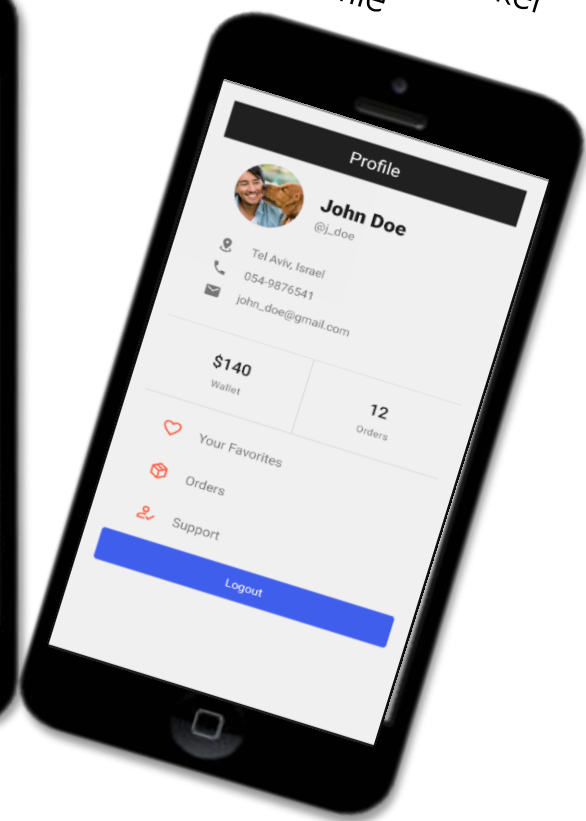 Profile
John Doe
@j_doe
Tel Aviv, Israel
054-9876541
john_doe@gmail.com
$140
Wallet
12
Orders
Your Favorites
Orders
Support
Logout